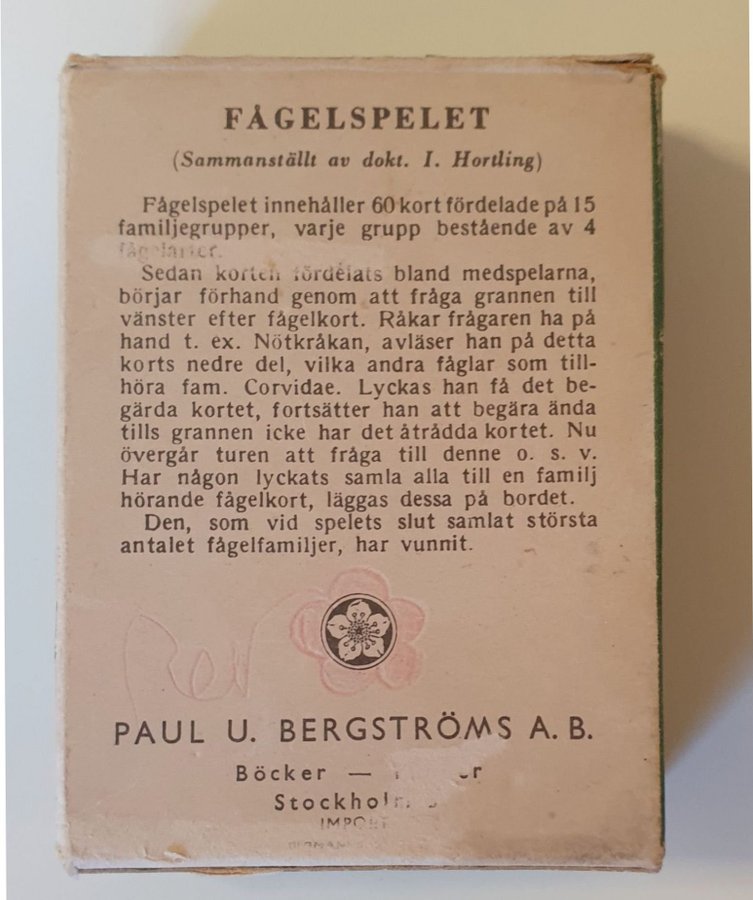 FÅGELSPELET
(Sammanställt av dokt. I. Hortling)
Fågelspelet innehåller 60 kort fördelade på 15
familjegrupper, varje grupp bestående av 4
fågelarter.
Sedan korten fördelats bland medspelarna,
börjar förhand genom att fråga grannen till
vänster efter fågelkort. Råkar frågaren ha på
hand t. ex. Nötkråkan, avläser han på detta
korts nedre del, vilka andra fåglar som till-
höra fam. Corvidae. Lyckas han få det be-
gärda kortet, fortsätter han att begära ända
tills grannen icke har det åtrådda kortet. Nu
övergår turen att fråga till denne o. s. v.
Har någon lyckats samla alla till en familj
hörande fågelkort, läggas dessa på bordet.
Den, som vid spelets slut samlat största
antalet fågelfamiljer, har vunnit.
PAUL U. BERGSTRÖMS A. B.
Böcker —
Stockholm